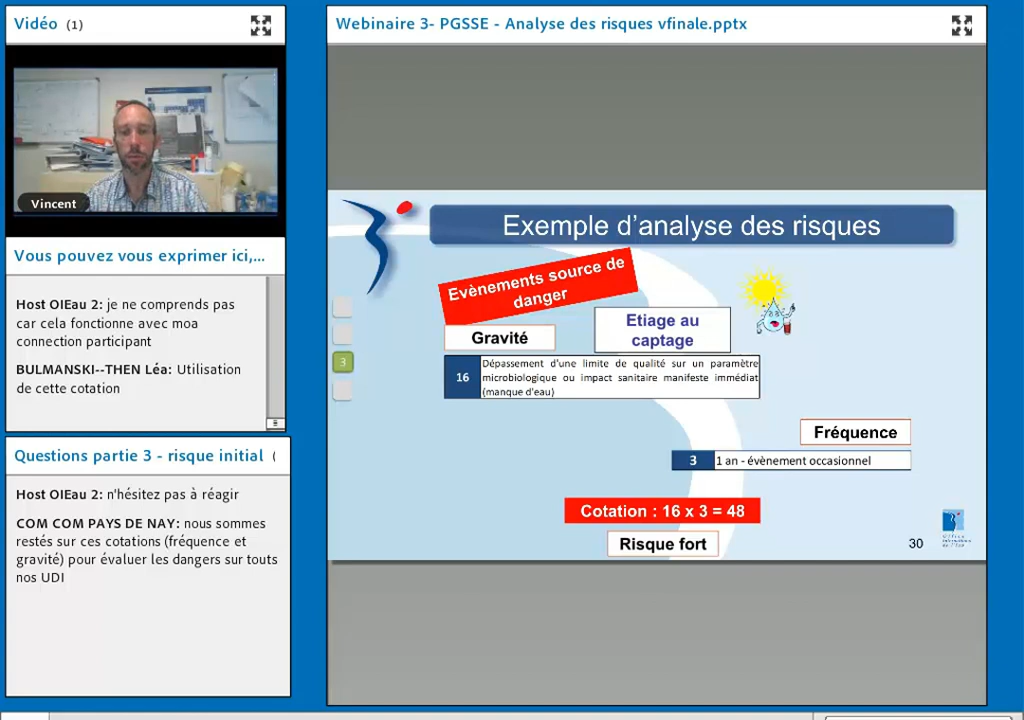 Vidéo (1)
Vincent
Vous pouvez vous exprimer ici,...
Host OIEau 2: je ne comprends pas
car cela fonctionne avec moa
connection participant
BULMANSKI--THEN Léa: Utilisation
de cette cotation
Questions partie 3 - risque initial (
Host OIEau 2: n'hésitez pas à réagir
COM COM PAYS DE NAY: nous sommes
restés sur ces cotations (fréquence et
gravité) pour évaluer les dangers sur touts
nos UDI
Webinaire 3- PGSSE - Analyse des risques vfinale.pptx
Exemple d'analyse des risques
Evènements source de
danger
Gravité
Etiage au
captage
3
16
Dépassement d'une limite de qualité sur un paramètre
microbiologique ou impact sanitaire manifeste immédiat
(manque d'eau)
Fréquence
3 1 an - évènement occasionnel
Cotation : 16 x 3 = 48
Risque fort
30
Office
International
de l'Eau